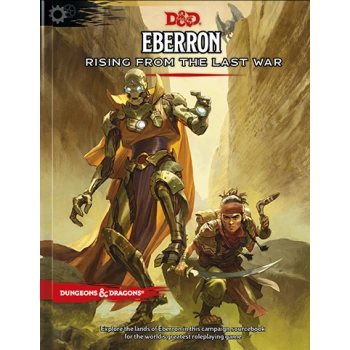 D&D
EBERRON
RISING FROM THE LAST WAR
DUNGEONS & DRAGONS®
Explore the lands of Eberron in this campaign sourcebook
for the world's greatest roleplaying game.